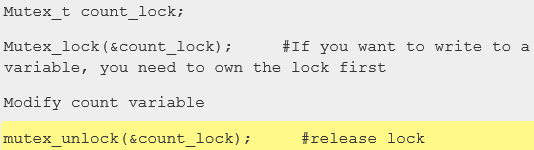 Mutex_t count_lock;
Mutex_lock(&count_lock);     #If you want to write to a
variable, you need to own the lock first
Modify count variable
mutex_unlock(&count_lock);     #release lock